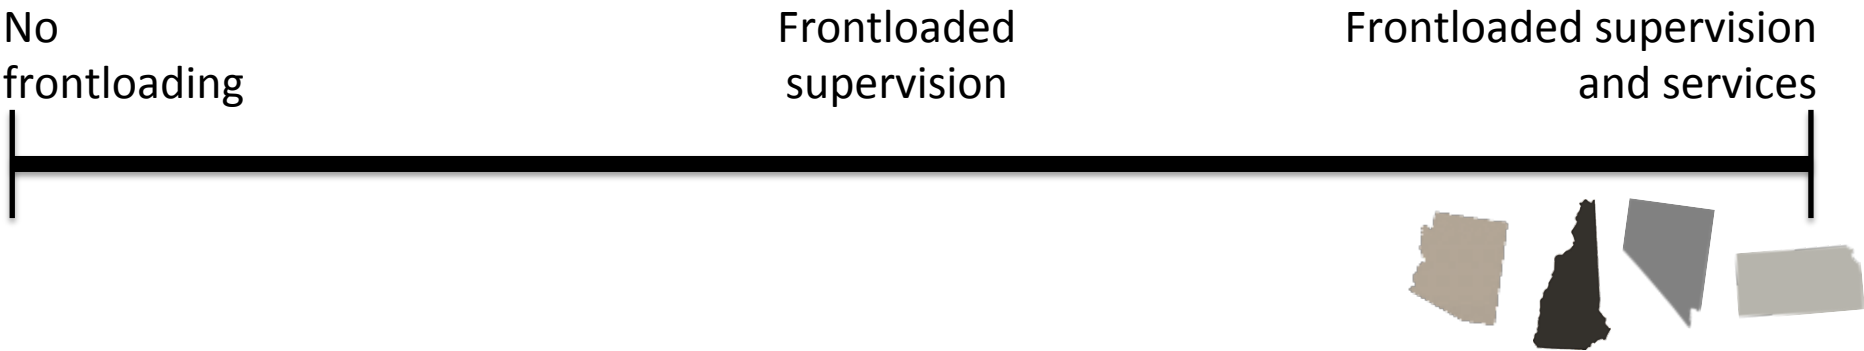 No
frontloading
Frontloaded
supervision
Frontloaded supervision
and services